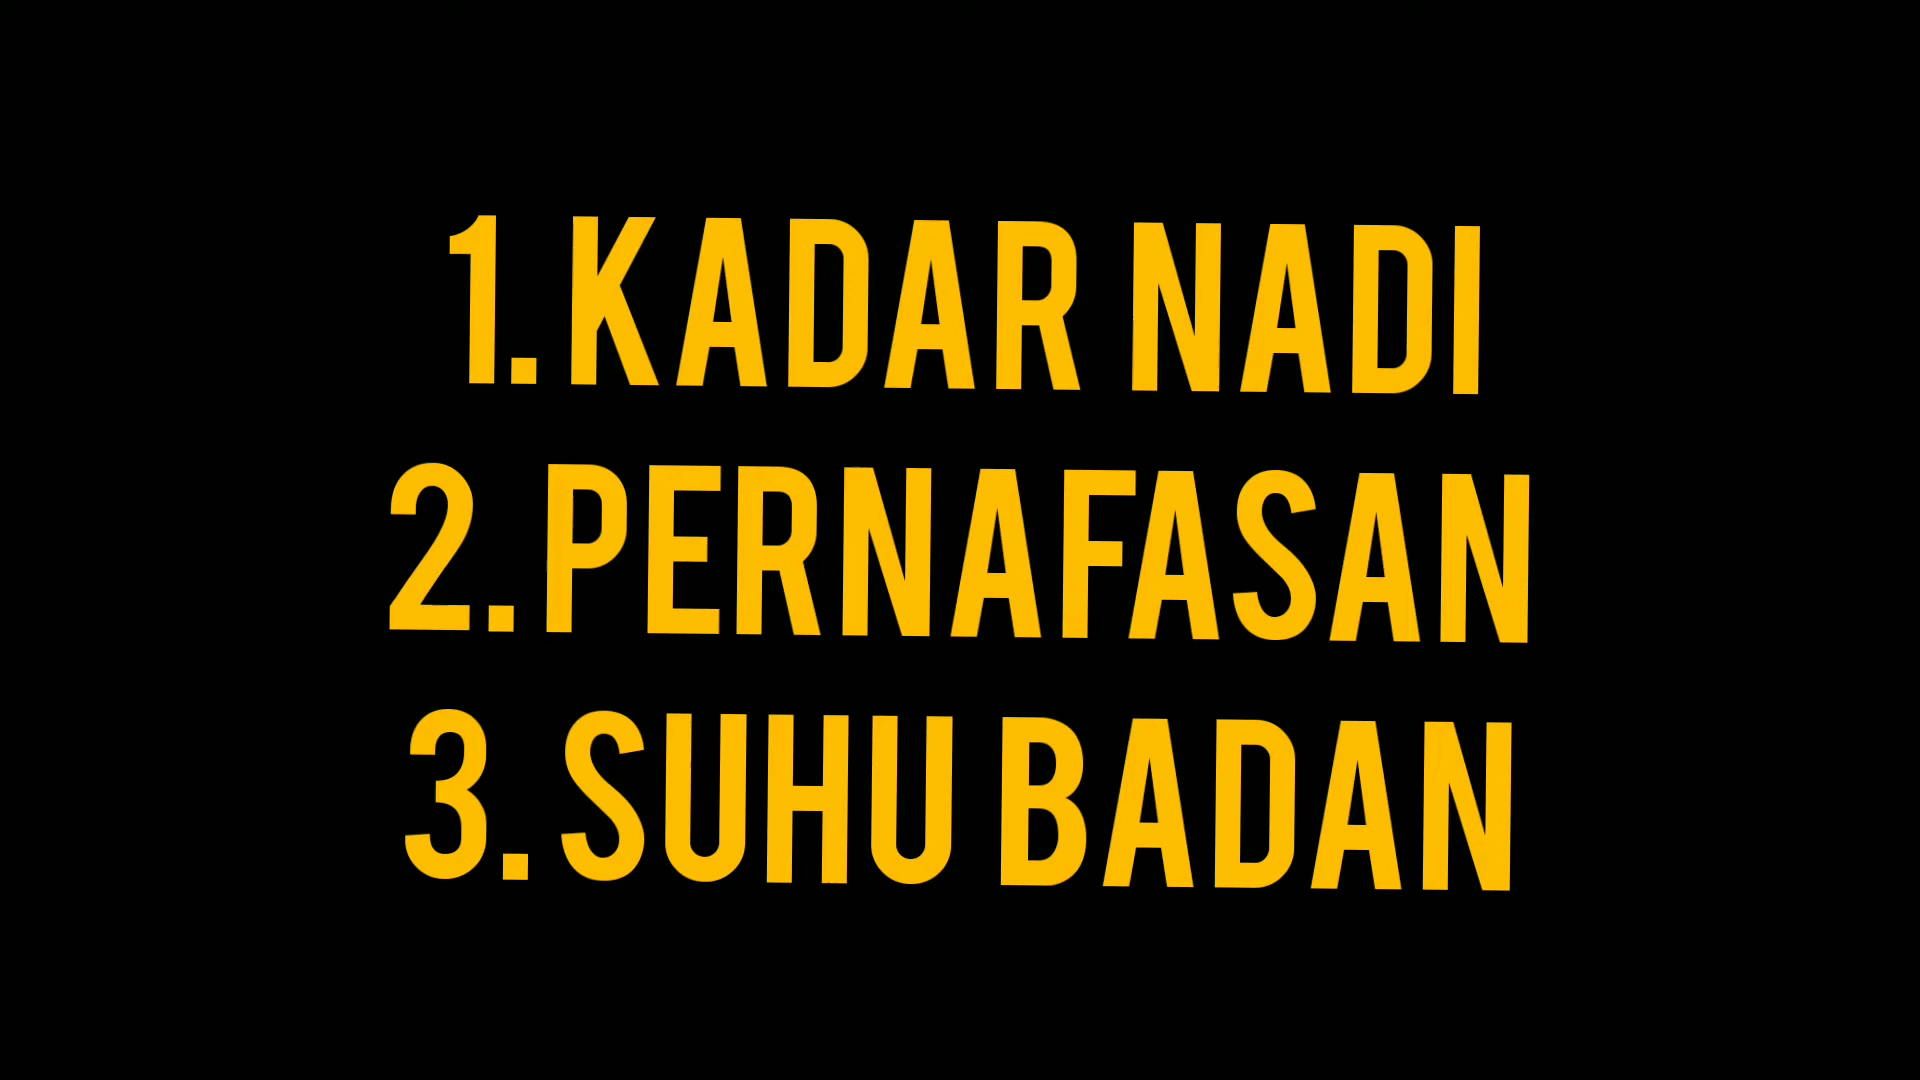 1. KADAR NADI
2. PERNAFASAN
3. SUHU BADAN